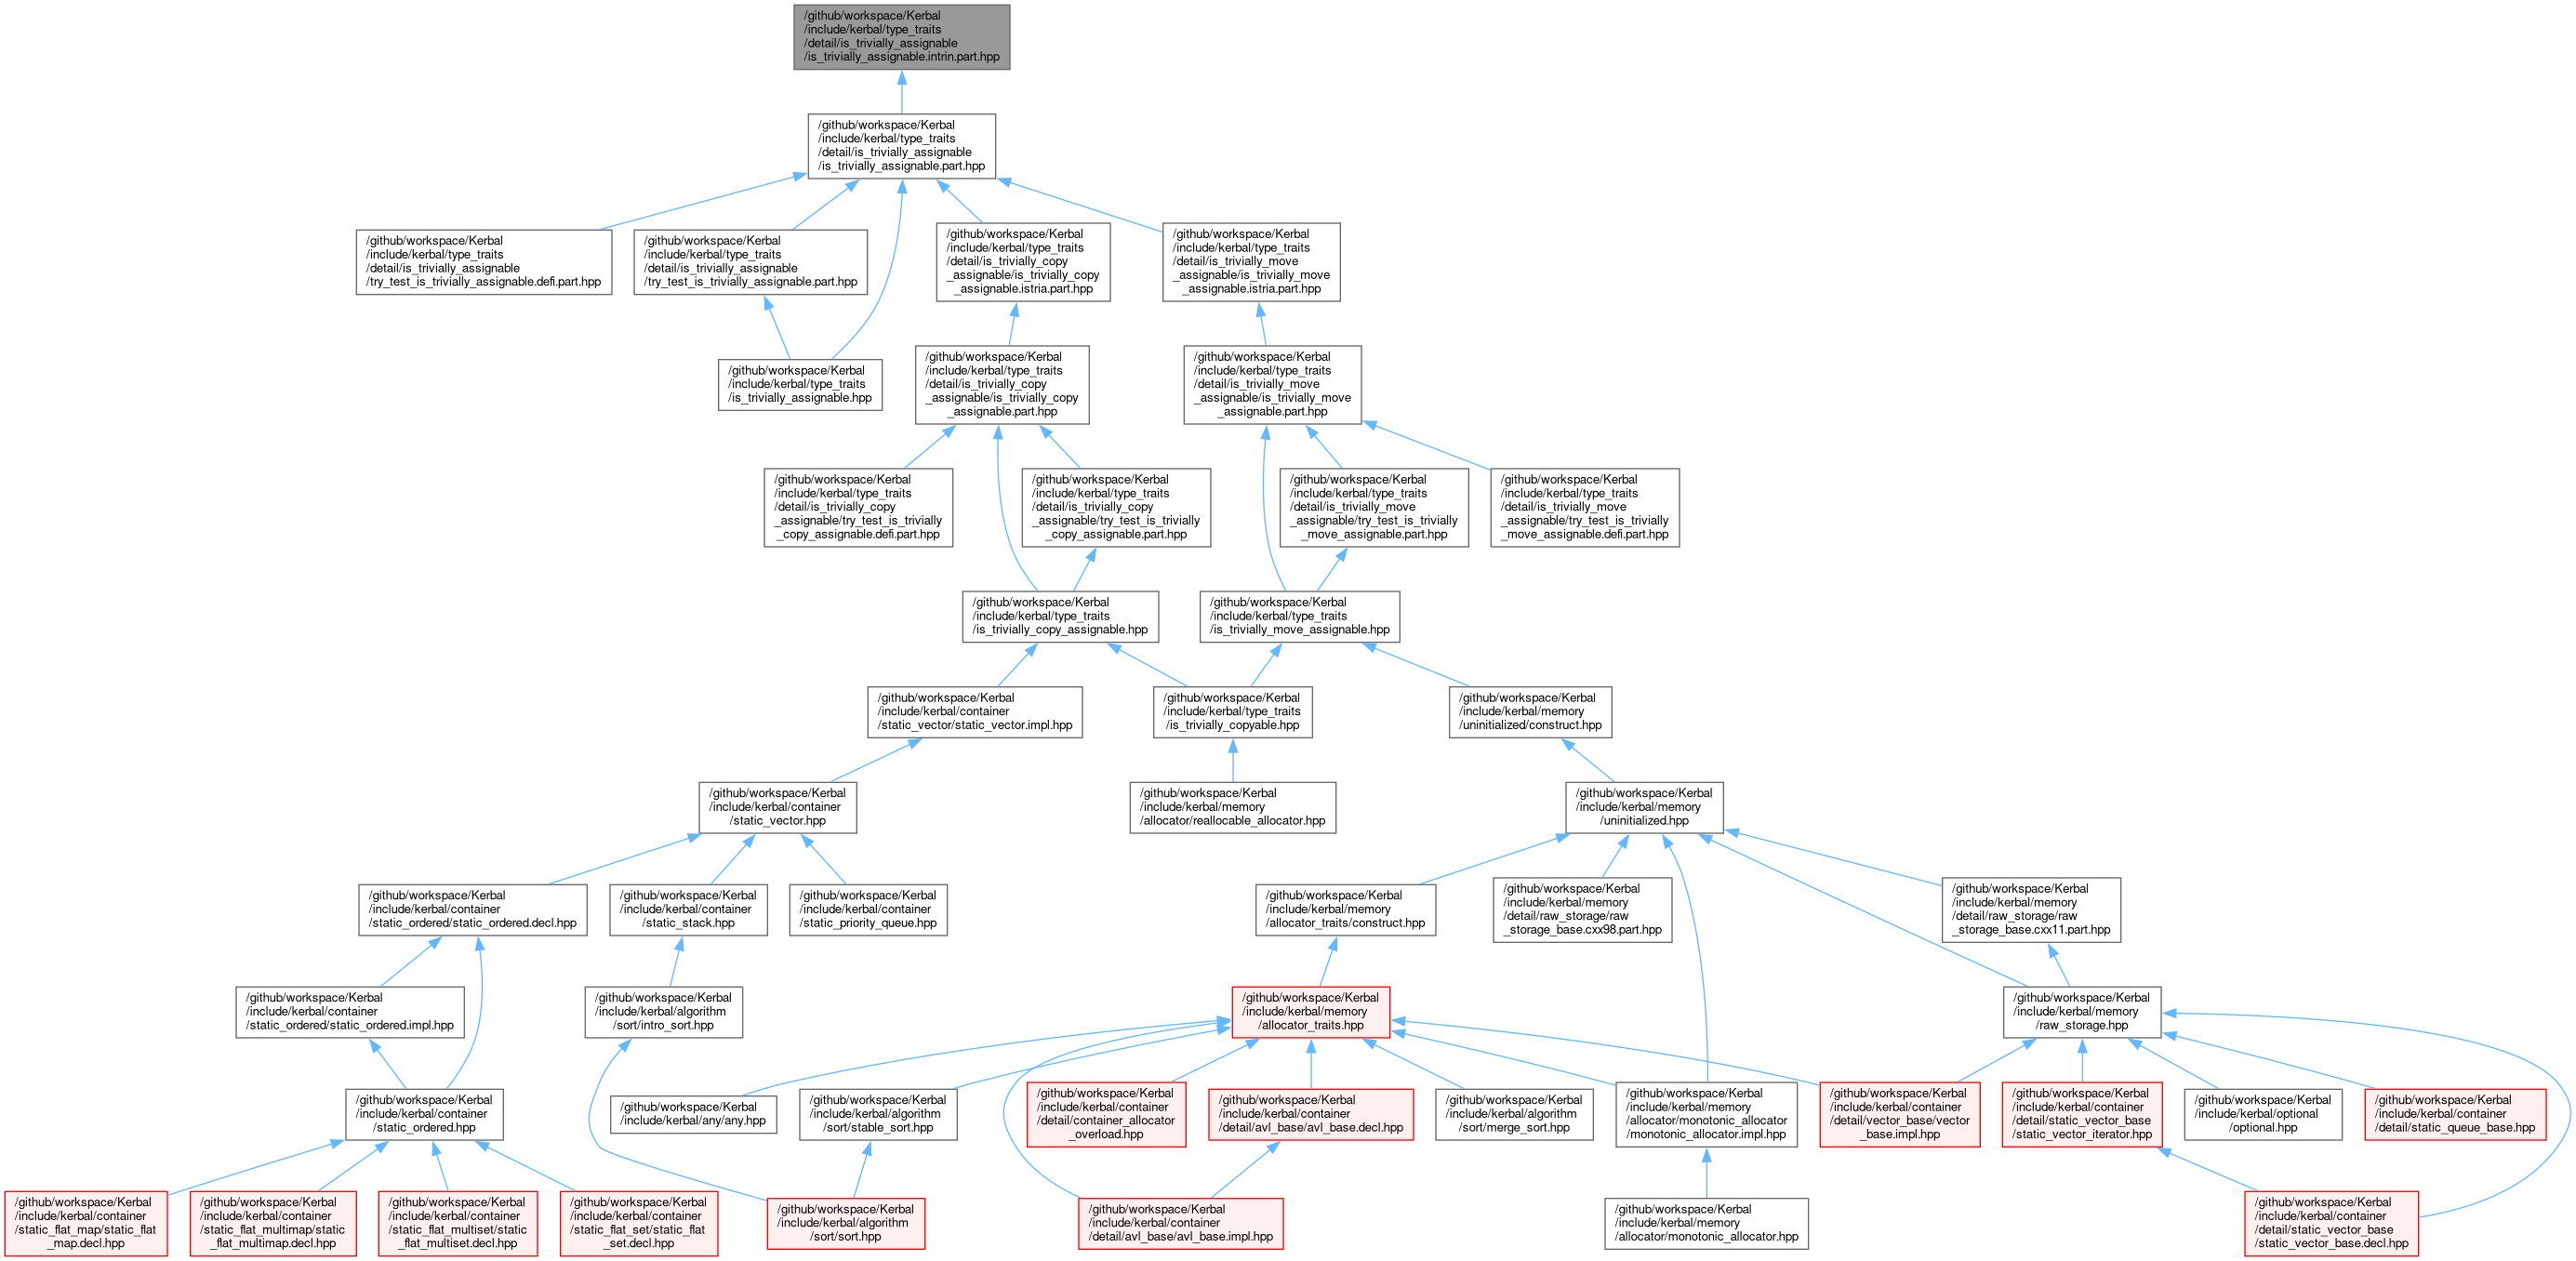 /github/workspace/Kerbal
/include/kerbal/type_traits
/detail/is_trivially_assignable
/is_trivially_assignable.intrin.part.hpp
/github/workspace/Kerbal
/include/kerbal/type_traits
/detail/is_trivially_assignable
/is_trivially_assignable.part.hpp
/github/workspace/Kerbal
/include/kerbal/type_traits
/detail/is_trivially_assignable
/try_test_is_trivially_assignable.defi.part.hpp
/github/workspace/Kerbal
/include/kerbal/type_traits
/detail/is_trivially_assignable
/try_test_is_trivially_assignable.part.hpp
/github/workspace/Kerbal
/include/kerbal/type_traits
/detail/is_trivially_copy
_assignable/is_trivially_copy
_assignable.istria.part.hpp
/github/workspace/Kerbal
/include/kerbal/type_traits
/detail/is_trivially_move
_assignable/is_trivially_move
_assignable.istria.part.hpp
/github/workspace/Kerbal
/include/kerbal/type_traits
/is_trivially_assignable.hpp
/github/workspace/Kerbal
/include/kerbal/type_traits
/detail/is_trivially_copy
_assignable/is_trivially_copy
_assignable.part.hpp
/github/workspace/Kerbal
/include/kerbal/type_traits
/detail/is_trivially_move
_assignable/is_trivially_move
_assignable.part.hpp
/github/workspace/Kerbal
/include/kerbal/type_traits
/detail/is_trivially_copy
_assignable/try_test_is_trivially
_copy_assignable.defi.part.hpp
/github/workspace/Kerbal
/include/kerbal/type_traits
/detail/is_trivially_copy
_assignable/try_test_is_trivially
_copy_assignable.part.hpp
/github/workspace/Kerbal
/include/kerbal/type_traits
/detail/is_trivially_move
_assignable/try_test_is_trivially
_move_assignable.part.hpp
/github/workspace/Kerbal
/include/kerbal/type_traits
/detail/is_trivially_move
_assignable/try_test_is_trivially
_move_assignable.defi.part.hpp
/github/workspace/Kerbal
/include/kerbal/type_traits
/is_trivially_copy_assignable.hpp
/github/workspace/Kerbal
/include/kerbal/type_traits
/is_trivially_move_assignable.hpp
/github/workspace/Kerbal
/include/kerbal/container
/static_vector/static_vector.impl.hpp
/github/workspace/Kerbal
/include/kerbal/type_traits
/is_trivially_copyable.hpp
/github/workspace/Kerbal
/include/kerbal/memory
/uninitialized/construct.hpp
/github/workspace/Kerbal
/include/kerbal/container
/static_vector.hpp
/github/workspace/Kerbal
/include/kerbal/memory
/allocator/reallocable_allocator.hpp
/github/workspace/Kerbal
/include/kerbal/memory
/uninitialized.hpp
/github/workspace/Kerbal
/include/kerbal/container
/static_ordered/static_ordered.decl.hpp
/github/workspace/Kerbal
/include/kerbal/container
/static_stack.hpp
/github/workspace/Kerbal
/include/kerbal/container
/static_priority_queue.hpp
/github/workspace/Kerbal
/include/kerbal/memory
/allocator_traits/construct.hpp
/github/workspace/Kerbal
/include/kerbal/memory
/detail/raw_storage/raw
_storage_base.cxx98.part.hpp
/github/workspace/Kerbal
/include/kerbal/memory
/detail/raw_storage/raw
_storage_base.cxx11.part.hpp
/github/workspace/Kerbal
/include/kerbal/container
/static_ordered/static_ordered.impl.hpp
/github/workspace/Kerbal
/include/kerbal/algorithm
/sort/intro_sort.hpp
/github/workspace/Kerbal
/include/kerbal/memory
/allocator_traits.hpp
/github/workspace/Kerbal
/include/kerbal/memory
/raw_storage.hpp
/github/workspace/Kerbal
/include/kerbal/container
/static_ordered.hpp
/github/workspace/Kerbal
/include/kerbal/any/any.hpp
/github/workspace/Kerbal
/include/kerbal/algorithm
/sort/stable_sort.hpp
/github/workspace/Kerbal
/include/kerbal/container
/detail/container_allocator
_overload.hpp
/github/workspace/Kerbal
/include/kerbal/container
/detail/avl_base/avl_base.decl.hpp
/github/workspace/Kerbal
/include/kerbal/algorithm
/sort/merge_sort.hpp
/github/workspace/Kerbal
/include/kerbal/memory
/allocator/monotonic_allocator
/monotonic_allocator.impl.hpp
/github/workspace/Kerbal
/include/kerbal/container
/detail/vector_base/vector
_base.impl.hpp
/github/workspace/Kerbal
/include/kerbal/container
/detail/static_vector_base
/static_vector_iterator.hpp
/github/workspace/Kerbal
/include/kerbal/optional
/optional.hpp
/github/workspace/Kerbal
/include/kerbal/container
/detail/static_queue_base.hpp
/github/workspace/Kerbal
/include/kerbal/container
/static_flat_map/static_flat
_map.decl.hpp
/github/workspace/Kerbal
/include/kerbal/container
/static_flat_multimap/static
_flat_multimap.decl.hpp
/github/workspace/Kerbal
/include/kerbal/container
/static_flat_multiset/static
_flat_multiset.decl.hpp
/github/workspace/Kerbal
/include/kerbal/container
/static_flat_set/static_flat
_set.decl.hpp
/github/workspace/Kerbal
/include/kerbal/algorithm
/sort/sort.hpp
/github/workspace/Kerbal
/include/kerbal/container
/detail/avl_base/avl_base.impl.hpp
/github/workspace/Kerbal
/include/kerbal/memory
/allocator/monotonic_allocator.hpp
/github/workspace/Kerbal
/include/kerbal/container
/detail/static_vector_base
/static_vector_base.decl.hpp